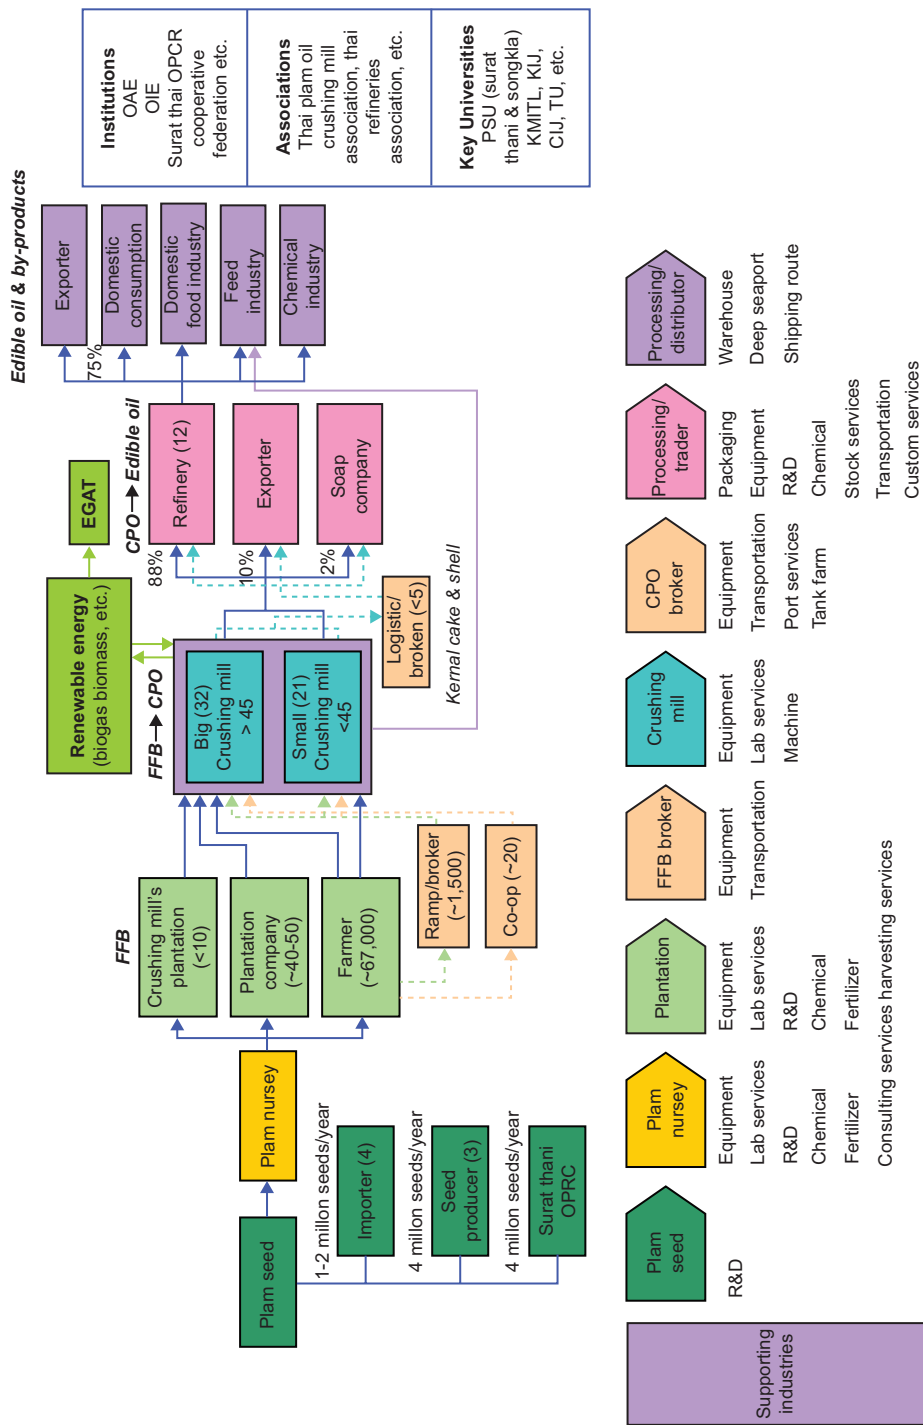 Plam seed
1-2 millon seeds/year
Importer (4)
4 millon seeds/year
Seed
producer (3)
4 millon seeds/year
Surat thani
OPRC
Plam nursey
FFB
Crushing mill's
plantation
(<10)
Plantation
company
(~40-50)
Farmer
(~67,000)
Ramp/broker
(~1,500)
Co-op (~20)
Renewable energy
(biogas biomass, etc.)
EGAT
FFB→CPO
Big (32)
Crushing mill
> 45
Small (21)
Crushing mill
<45
Logistic/
broken (<5)
Kernal cake & shell
CPO→Edible oil
88%
Refinery (12)
10%
Exporter
2%
Soap
company
Edible oil & by-products
75%
Exporter
Domestic
consumption
Domestic
food industry
Feed
industry
Chemical
industry
Institutions
OAE
OIE
Surat thai OPCR
cooperative
federation etc.
Associations
Thai plam oil
crushing mill
association, thai
refineries
association, etc.
Key Universities
PSU (surat
thani & songkla)
KMITL, KIJ,
CIJ, TU, etc.
Supporting
industries
Plam
seed
R&D
Plam
nursey
Equipment
Lab services
R&D
Chemical
Fertilizer
Consulting services harvesting services
Plantation
Equipment
Lab services
R&D
Chemical
Fertilizer
FFB broker
Equipment
Transportation
Crushing
mill
Equipment
Lab services
Machine
CPO
broker
Equipment
Transportation
Port services
Tank farm
Processing/
trader
Packaging
Equipment
R&D
Chemical
Stock services
Transportation
Custom services
Processing/
distributor
Warehouse
Deep seaport
Shipping route